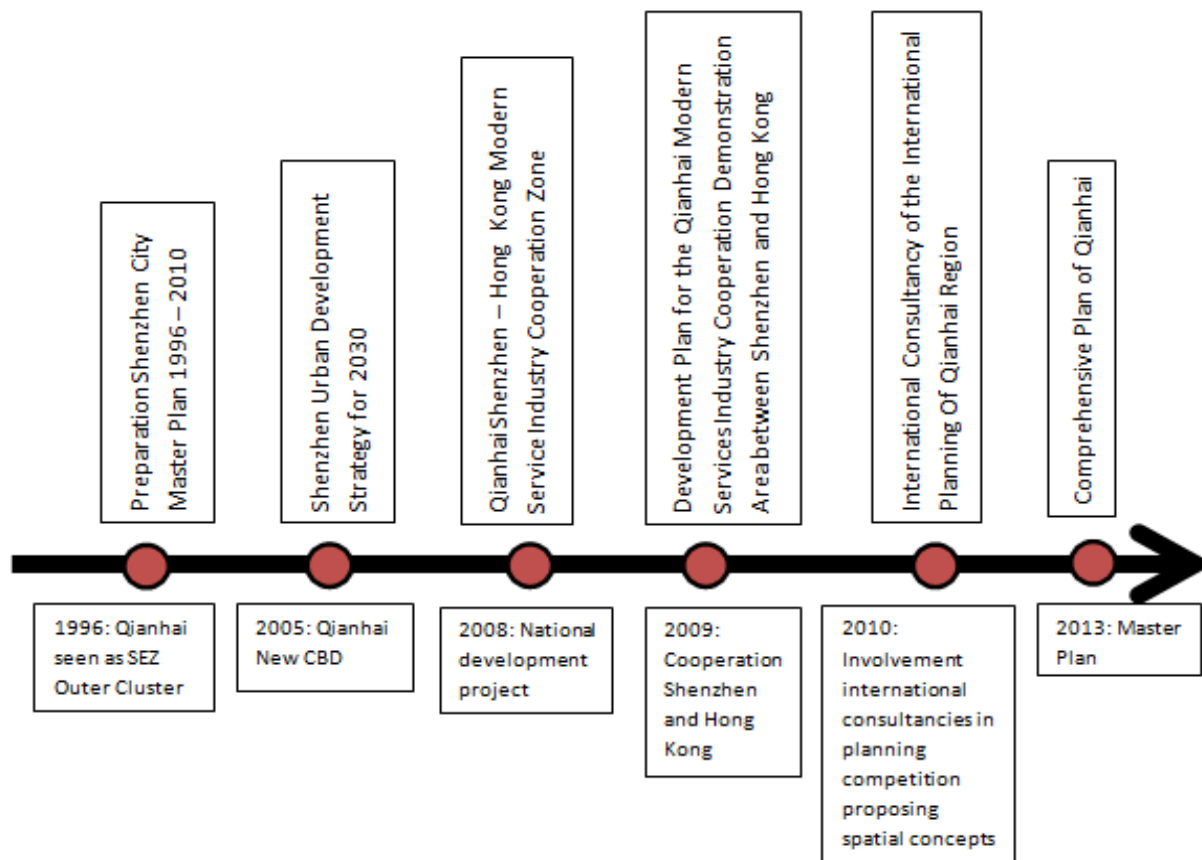 Preparation Shenzhen City
Master Plan 1996 – 2010
Shenzhen Urban Development
Strategy for 2030
Qianhai Shenzhen – Hong Kong Modern
Service Industry Cooperation Zone
Development Plan for the Qianhai Modern
Services Industry Cooperation Demonstration
Areabetween Shenzhen and Hong Kong
International Consultancy of the International
Planning Of Qianhai Region
Comprehensive Plan of Qianhai
1996: Qianhai
seen as SEZ
Outer Cluster
2005: Qianhai
New CBD
2008: National
development
project
2009:
Cooperation
Shenzhen
and Hong
Kong
2010:
Involvement
international
consultancies in
planning
competition
proposing
spatial concepts
2013: Master
Plan